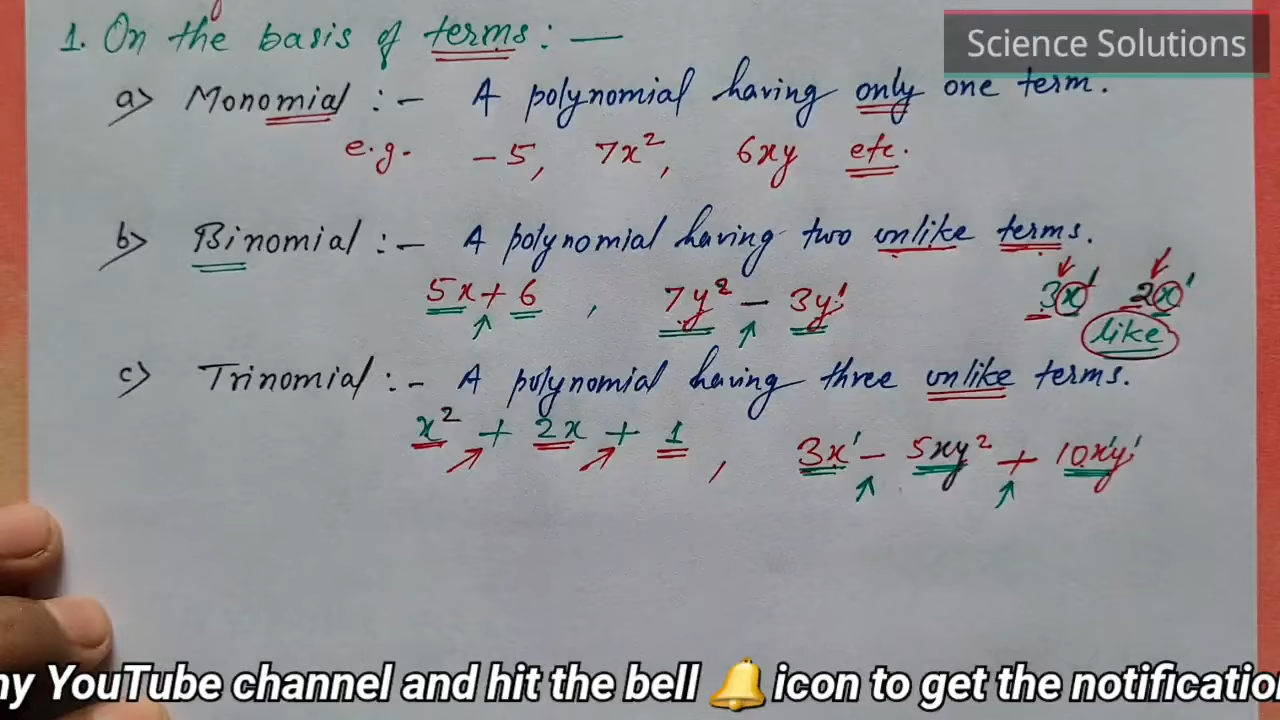 Science Solutions
1. On the basis of terms : —
a) Monomial :- A polynomial having only one term.
e.g. -5, 7x², 6xy etc.
b) Binomial :- A polynomial having two unlike terms.
5x + 6 , 7y² - 3y¹
3x¹ 2x¹
like
c) Trinomial :- A polynomial having three unlike terms.
x² + 2x + 1 , 3x¹ - 5xy² + 10x¹y¹
my YouTube channel and hit the bell 🔔 icon to get the notification